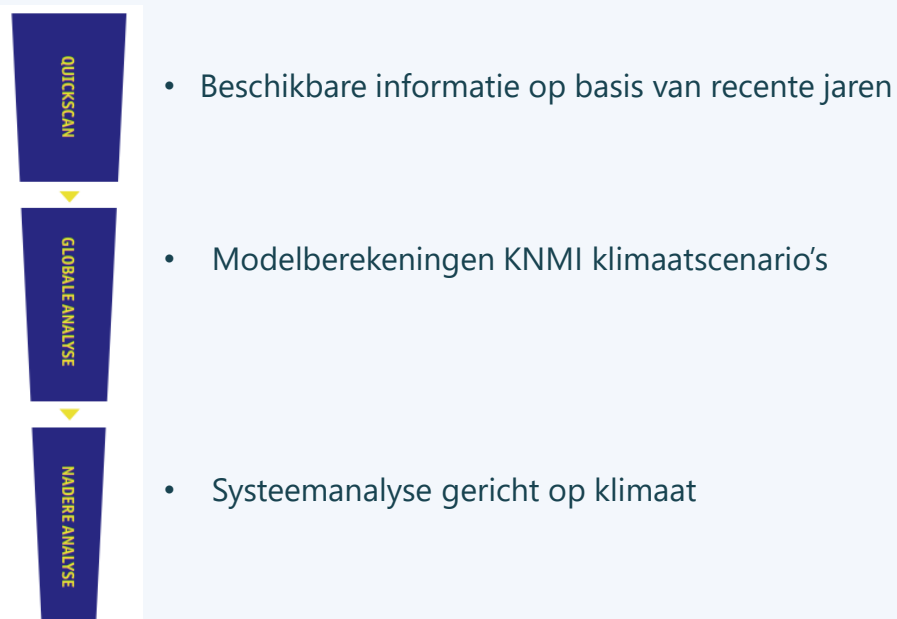 QUICKSCAN
• Beschikbare informatie op basis van recente jaren
GLOBALE ANALYSE
• Modelberekeningen KNMI klimaatscenario’s
NADERE ANALYSE
• Systeemanalyse gericht op klimaat